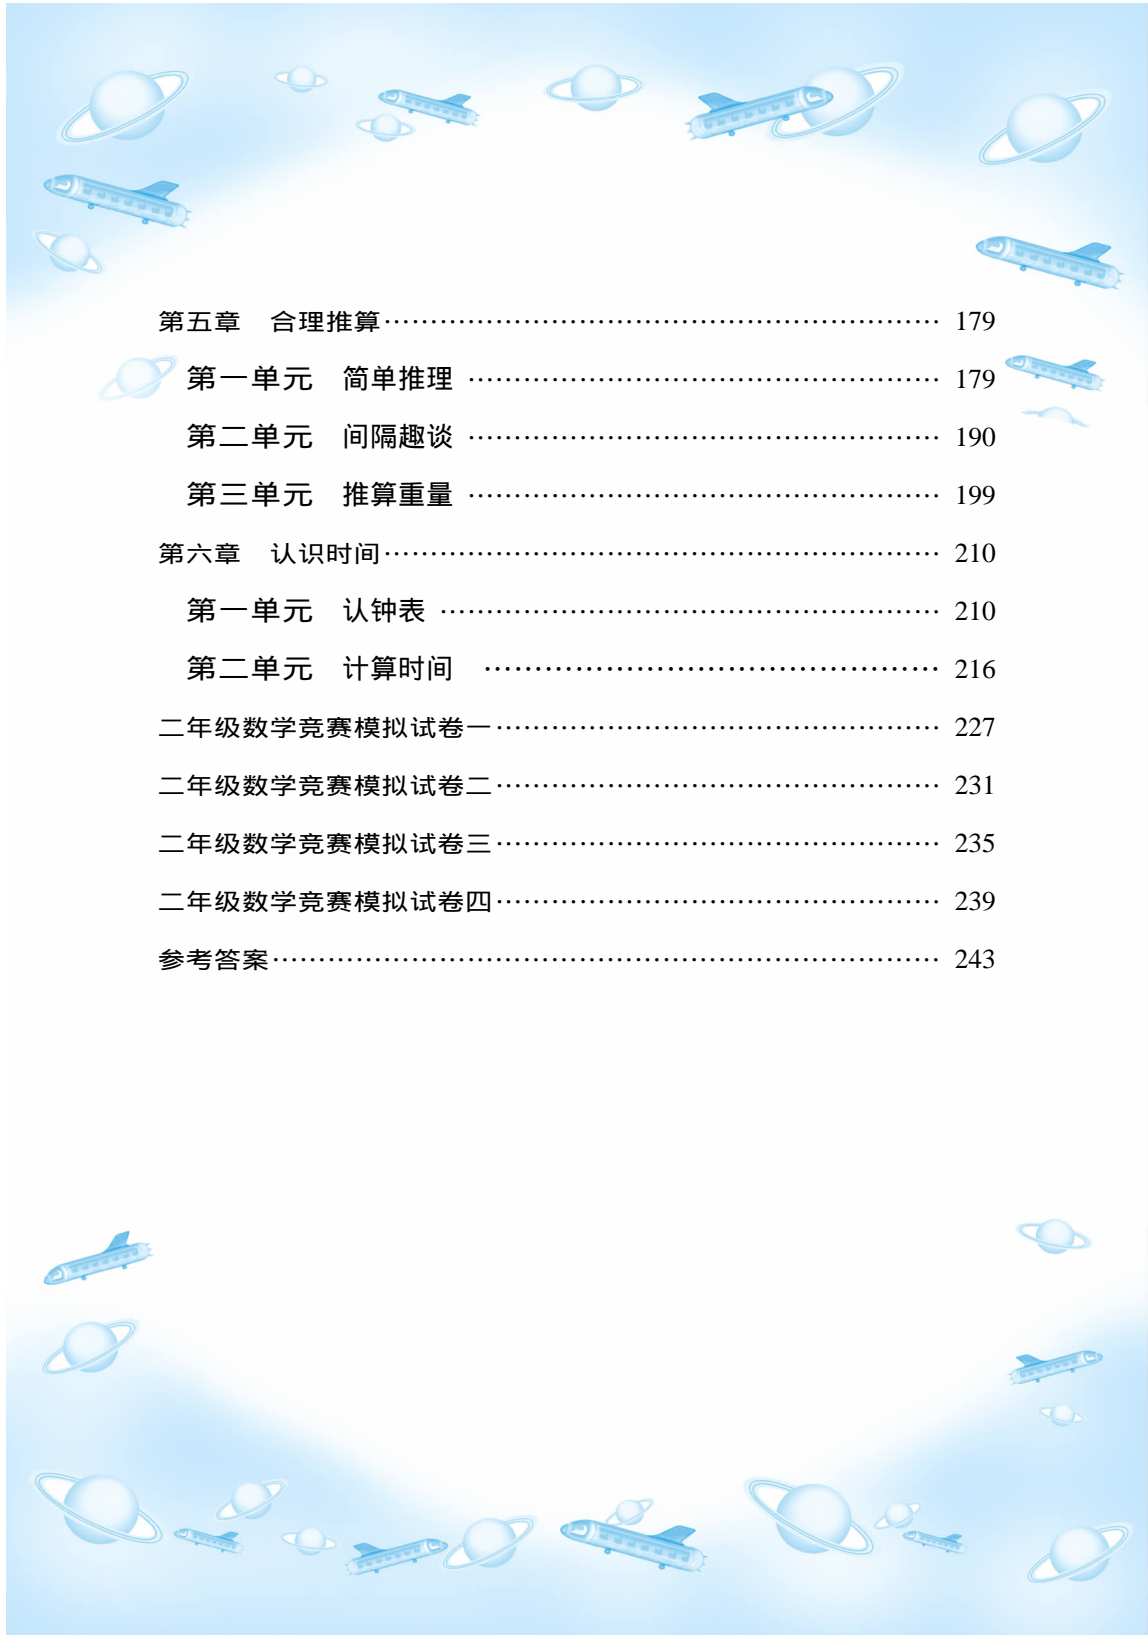 第五章　合理推算…………………………………………………… 179
第一单元　简单推理 …………………………………………… 179
第二单元　间隔趣谈 …………………………………………… 190
第三单元　推算重量 …………………………………………… 199
第六章　认识时间…………………………………………………… 210
第一单元　认钟表 ……………………………………………… 210
第二单元　计算时间　………………………………………… 216
二年级数学竞赛模拟试卷一………………………………………… 227
二年级数学竞赛模拟试卷二………………………………………… 231
二年级数学竞赛模拟试卷三………………………………………… 235
二年级数学竞赛模拟试卷四………………………………………… 239
参考答案……………………………………………………………… 243